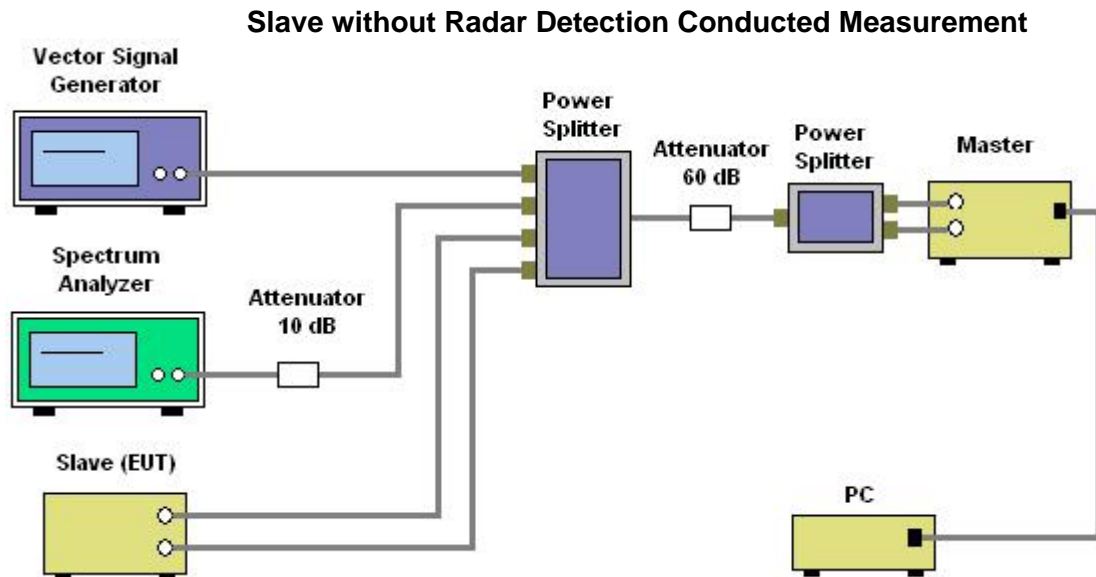 Slave without Radar Detection Conducted Measurement
Vector Signal
Generator
Power
Splitter
Attenuator
60 dB
Power
Splitter
Master
Spectrum
Analyzer
Attenuator
10 dB
Slave (EUT)
PC